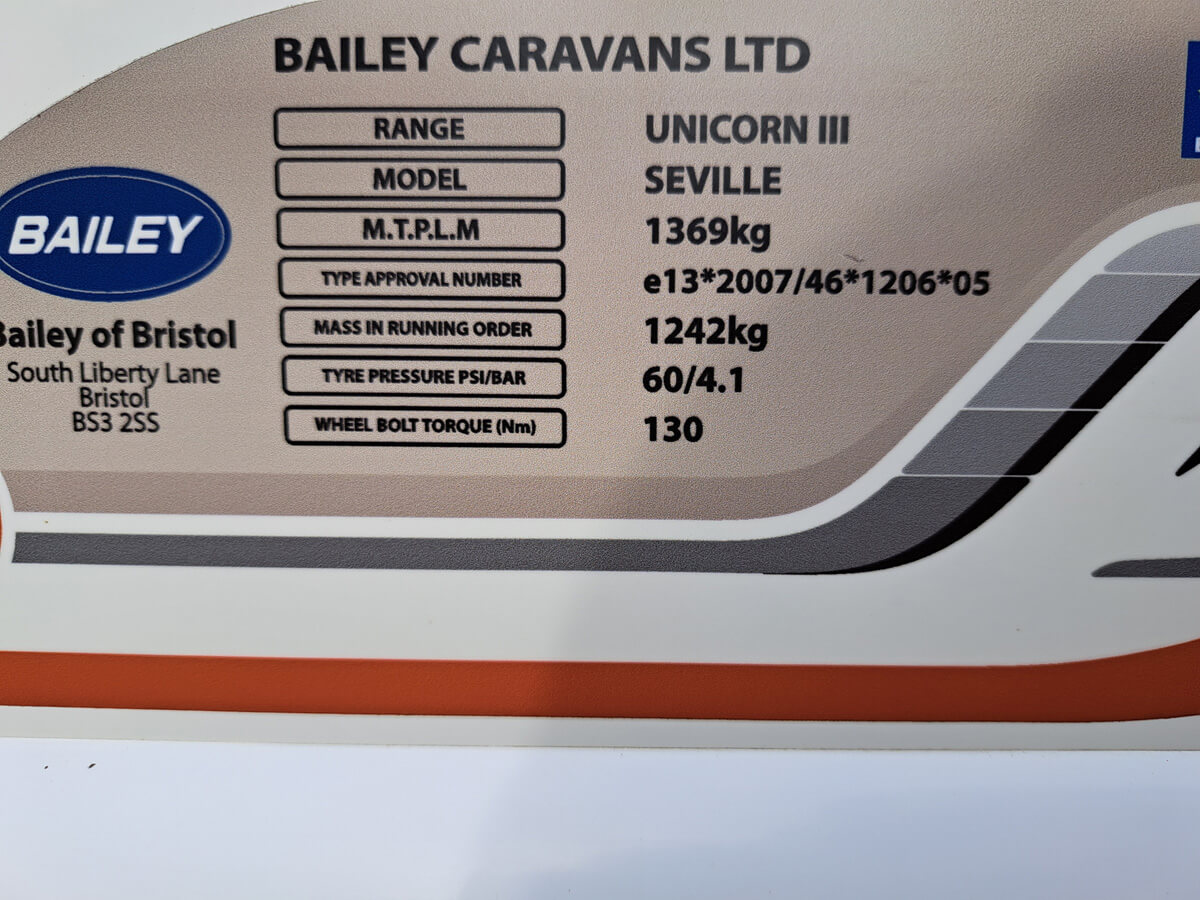 BAILEY CARAVANS LTD
RANGE UNICORN III
MODEL SEVILLE
M.T.P.L.M 1369kg
TYPE APPROVAL NUMBER e13*2007/46*1206*05
MASS IN RUNNING ORDER 1242kg
TYRE PRESSURE PSI/BAR 60/4.1
WHEEL BOLT TORQUE (Nm) 130
BAILEY
Bailey of Bristol
South Liberty Lane
Bristol
BS3 2SS